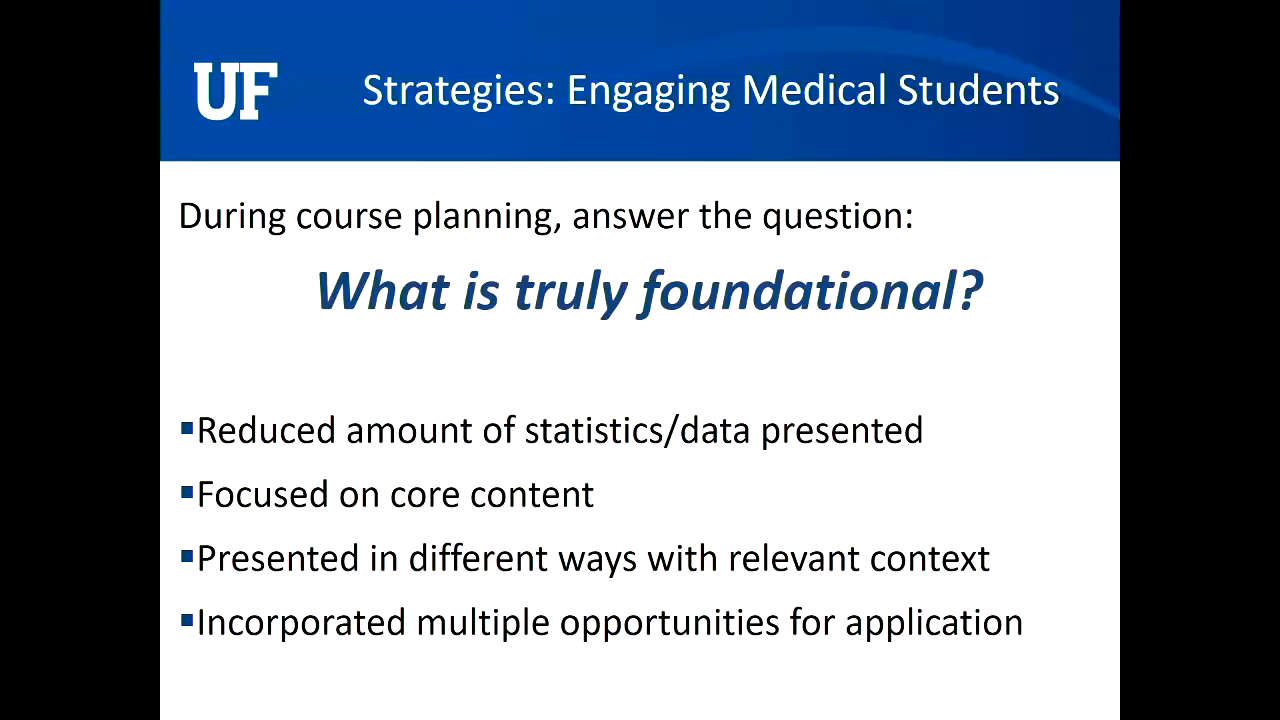 UF
Strategies: Engaging Medical Students
During course planning, answer the question:
What is truly foundational?
▪Reduced amount of statistics/data presented
▪Focused on core content
▪Presented in different ways with relevant context
▪Incorporated multiple opportunities for application